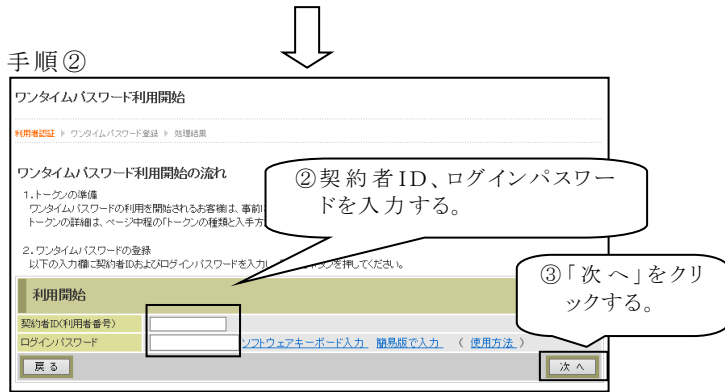 手順②
ワンタイムパスワード利用開始
利用者認証 ▶ ワンタイムパスワード登録 ▶ 処理結果
ワンタイムパスワード利用開始の流れ
1.トークンの準備
ワンタイムパスワードの利用を開始されるお客様は、事前に
トークンの詳細は、ページ中程の「トークンの種類と入手方
②契約者ID、ログインパスワー
ドを入力する。
2.ワンタイムパスワードの登録
以下の入力欄に契約者IDおよびログインパスワードを入力し、
ボタンを押してください。
③「次へ」をクリ
ックする。
利用開始
契約者ID(利用者番号)
ログインパスワード
ソフトウェアキーボード入力 簡易版で入力 ( 使用方法 )
戻る
次へ